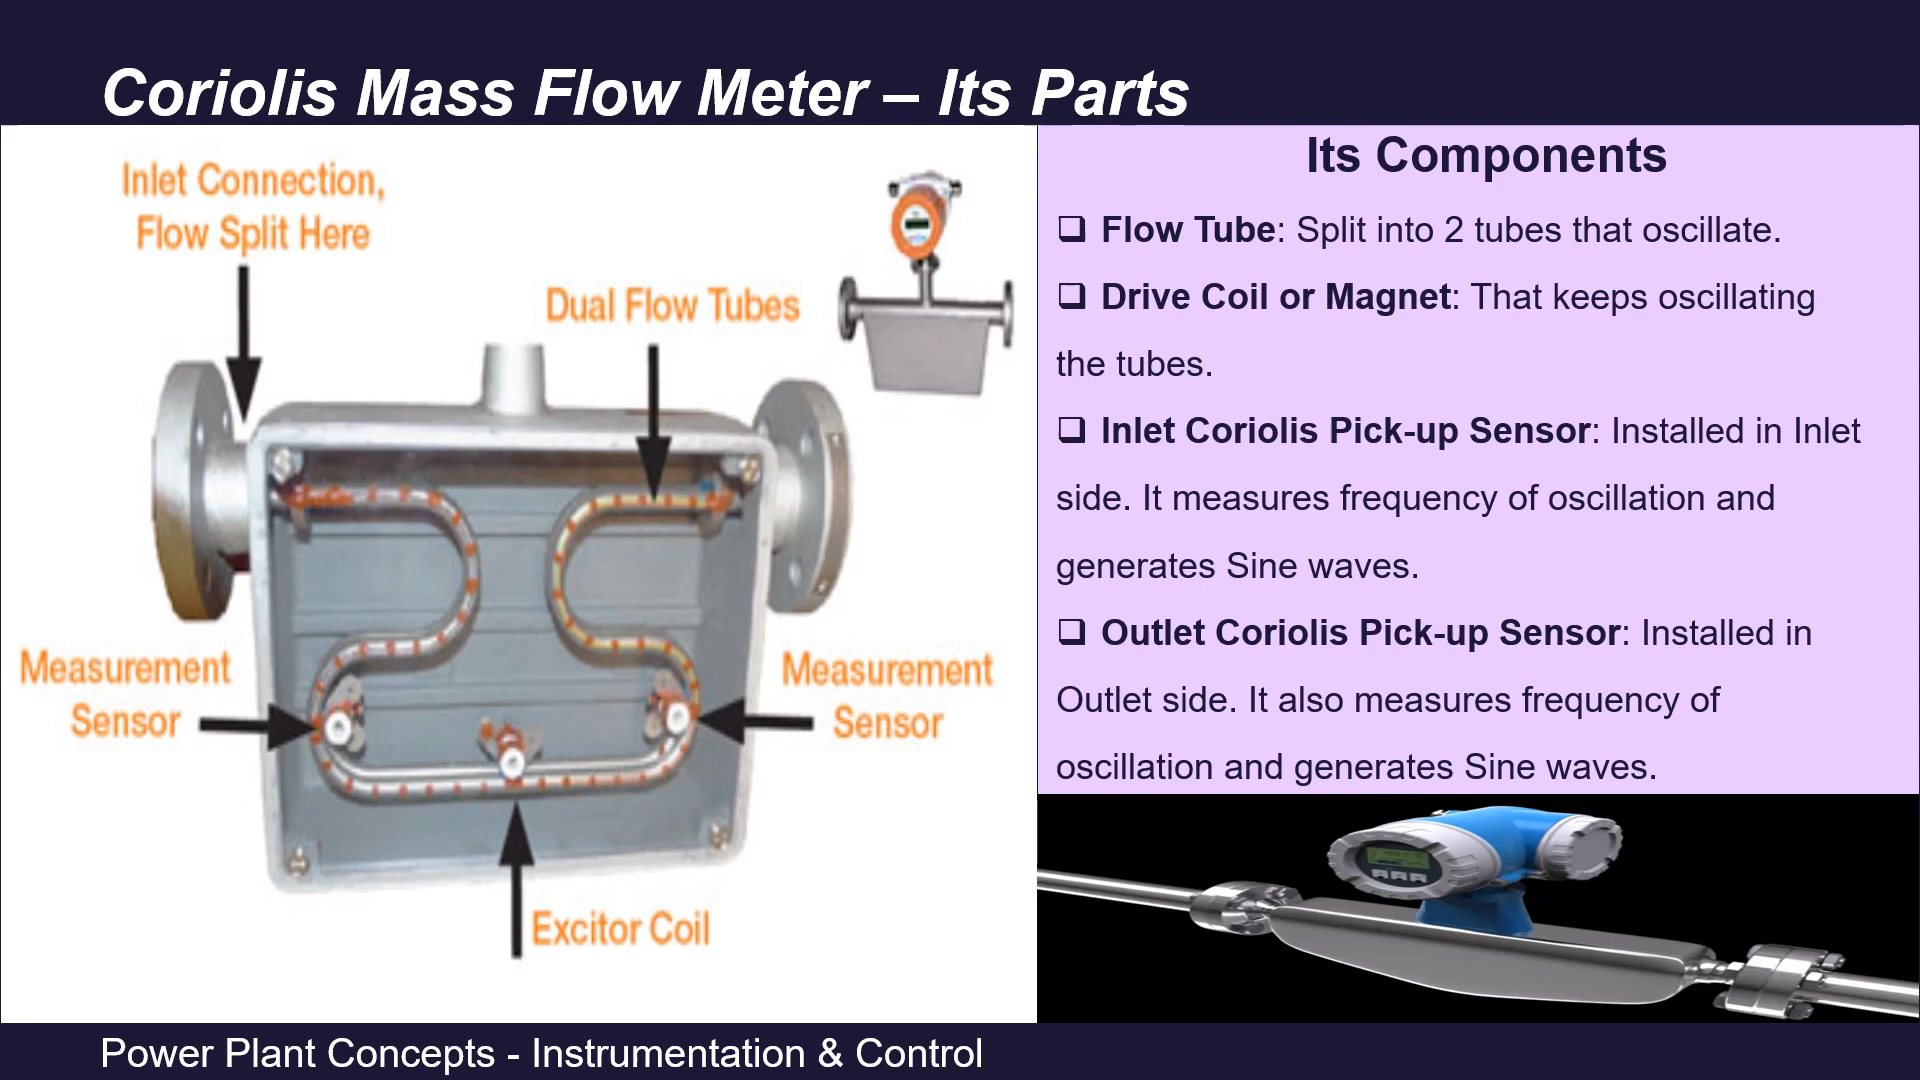 Coriolis Mass Flow Meter – Its Parts
Inlet Connection,
Flow Split Here
Dual Flow Tubes
Measurement
Sensor
Measurement
Sensor
Excitor Coil
Its Components
❑ Flow Tube: Split into 2 tubes that oscillate.
❑ Drive Coil or Magnet: That keeps oscillating
the tubes.
❑ Inlet Coriolis Pick-up Sensor: Installed in Inlet
side. It measures frequency of oscillation and
generates Sine waves.
❑ Outlet Coriolis Pick-up Sensor: Installed in
Outlet side. It also measures frequency of
oscillation and generates Sine waves.
Power Plant Concepts - Instrumentation & Control